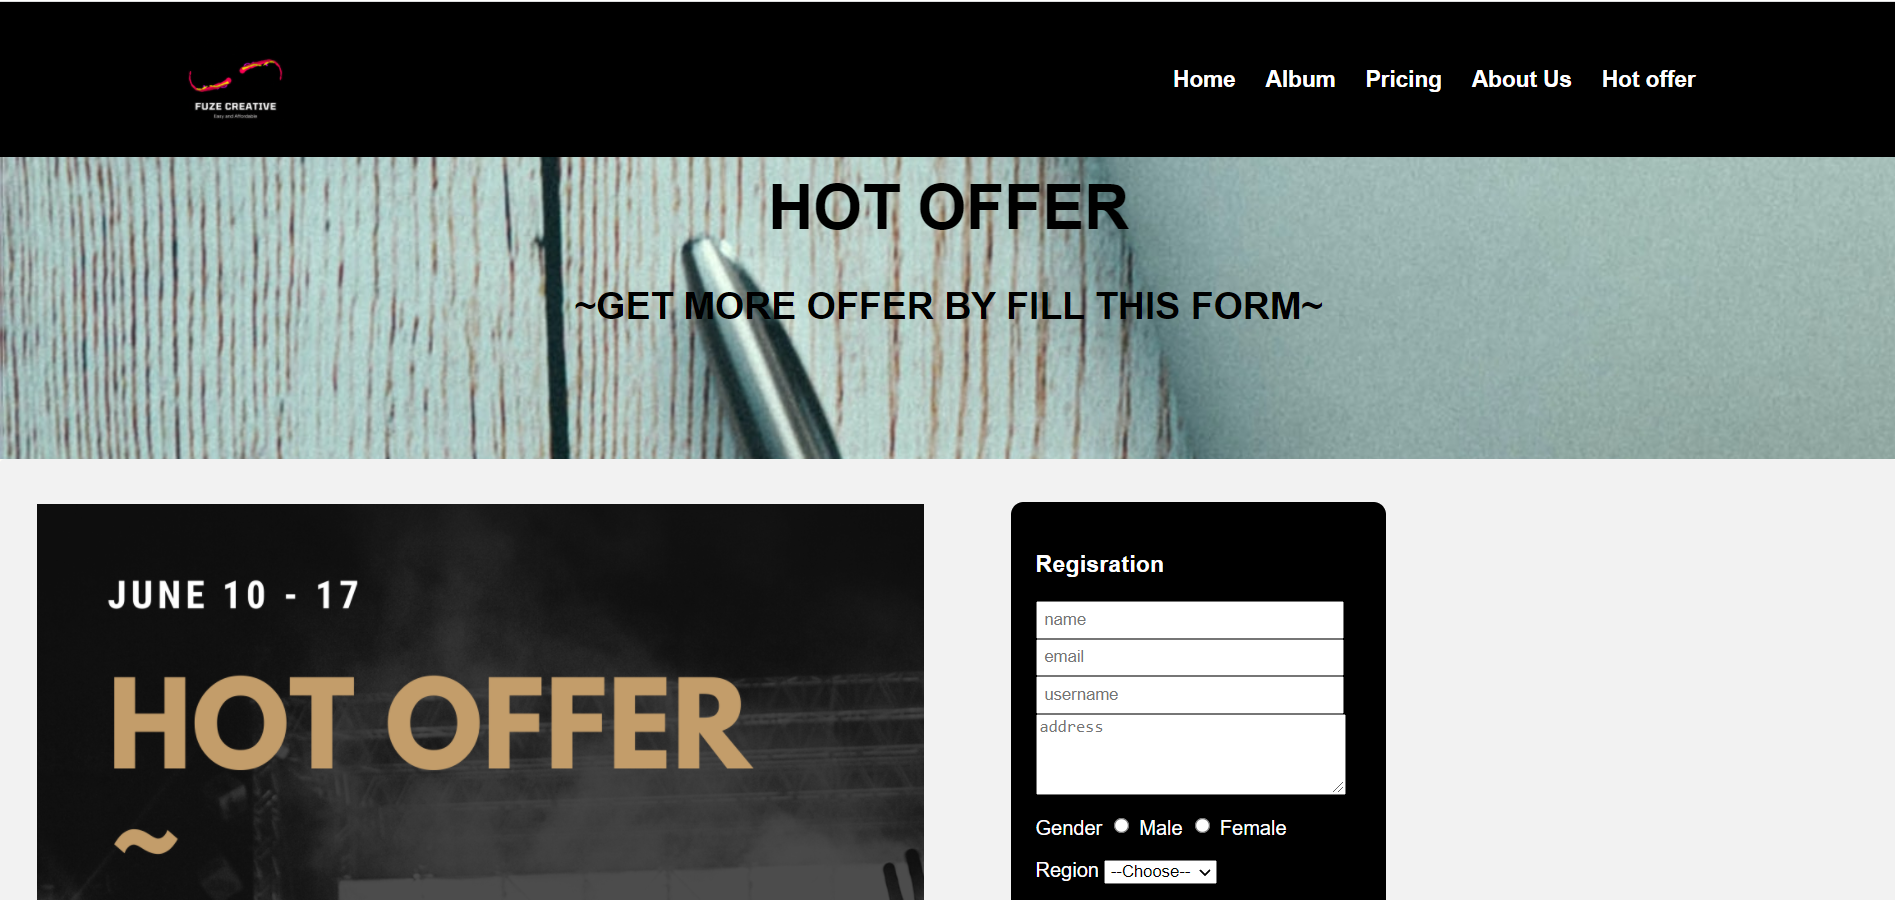 FUZE CREATIVE
Easy and Affordable
Home Album Pricing About Us Hot offer
HOT OFFER
~GET MORE OFFER BY FILL THIS FORM~
JUNE 10 - 17
HOT OFFER
~
Regisration
name
email
username
address
Gender Male Female
Region --Choose--